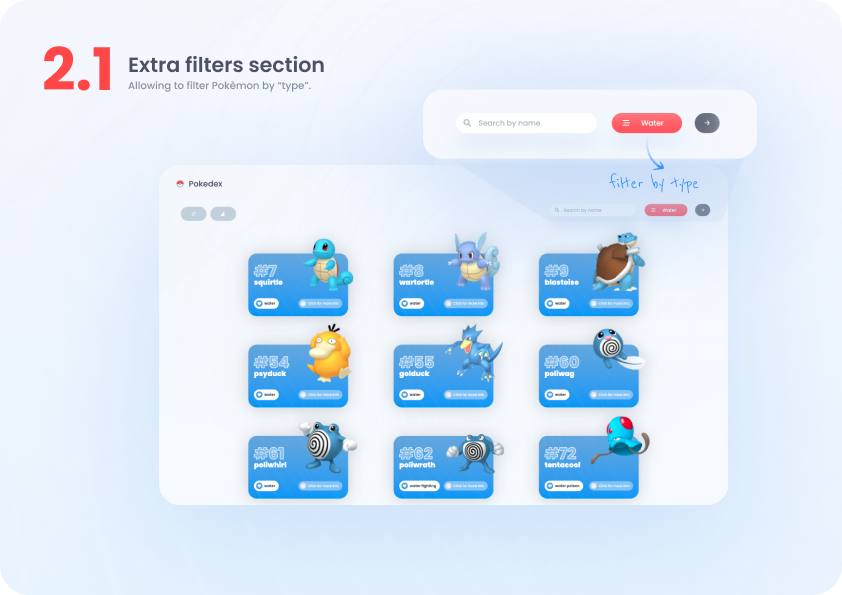 2.1
Extra filters section
Allowing to filter Pokèmon by “type”.
Search by name
Water
filter by type
Pokedex
Search by name
Water
#7
squirtle
water
Click for more info
#8
wartortle
water
Click for more info
#9
blastoise
water
Click for more info
#54
psyduck
water
Click for more info
#55
golduck
water
Click for more info
#60
poliwag
water
Click for more info
#61
poliwhirl
water
Click for more info
#62
poliwrath
water-fighting
Click for more info
#72
tentacool
water poison
Click for more info